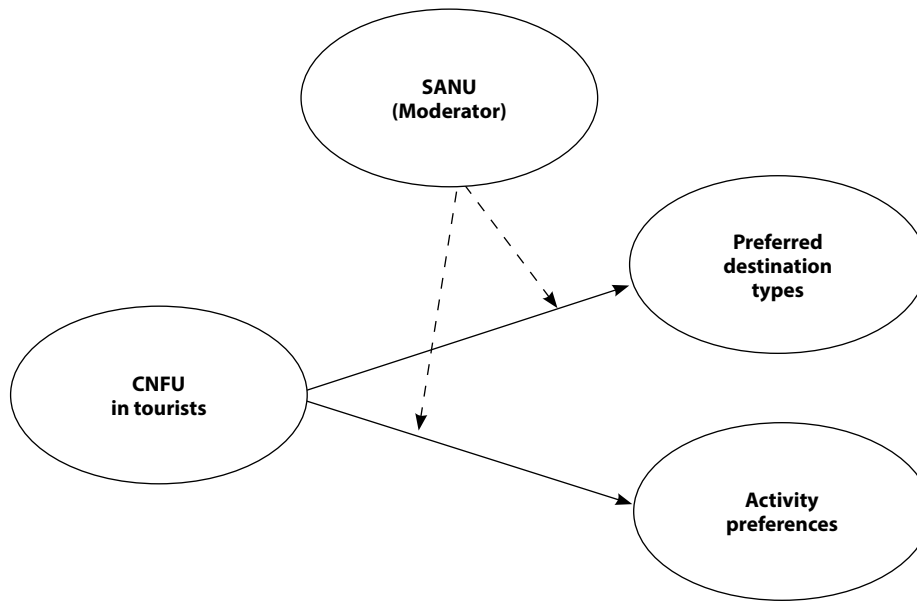 SANU
(Moderator)
Preferred
destination
types
CNFU
in tourists
Activity
preferences